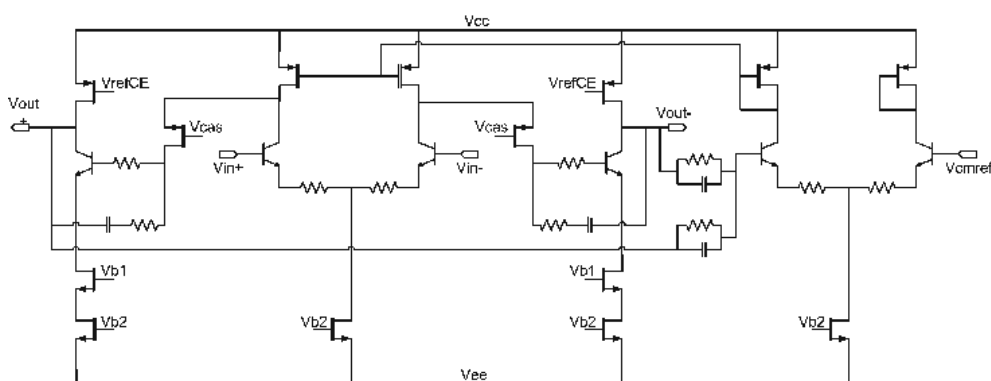 Vcc
VrefCE
VrefCE
Vout
+
Vout-
Vcas
Vcas
Vin+
Vin-
Vcmref
Vb1
Vb1
Vb2
Vb2
Vb2
Vb2
Vee